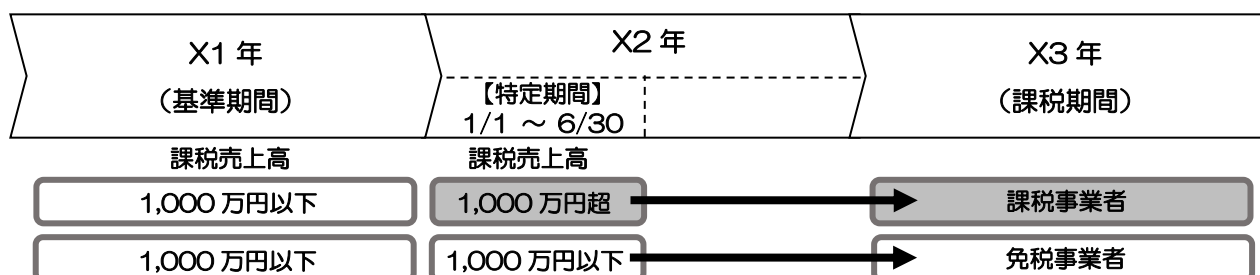 X1 年
（基準期間）
X2 年
【特定期間】
1/1 ～ 6/30
X3 年
（課税期間）
課税売上高
課税売上高
1,000 万円以下
1,000 万円超
課税事業者
1,000 万円以下
1,000 万円以下
免税事業者